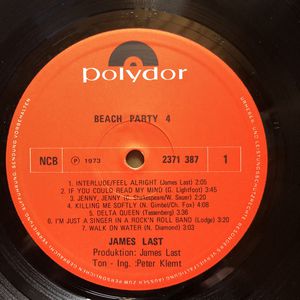 polydor
BEACH PARTY 4
NCB
Ⓟ 1973
2371 387
1
1. INTERLUDE/FEEL ALRIGHT (James Last) 2:05
2. IF YOU COULD READ MY MIND (G. Lightfoot) 3:45
3. JENNY, JENNY (C. Shakespeare/W. Sauer) 3:20
4. KILLING ME SOFTLY (N. Gimbel/Ch. Fox) 4:08
5. DELTA QUEEN (Tassenberg) 3:36
6. I'M JUST A SINGER IN A ROCK'N ROLL BAND (Lodge) 3:20
7. WALK ON WATER (N. Diamond) 3:03
JAMES LAST
Produktion: James Last
Ton - Ing. :Peter Klemt